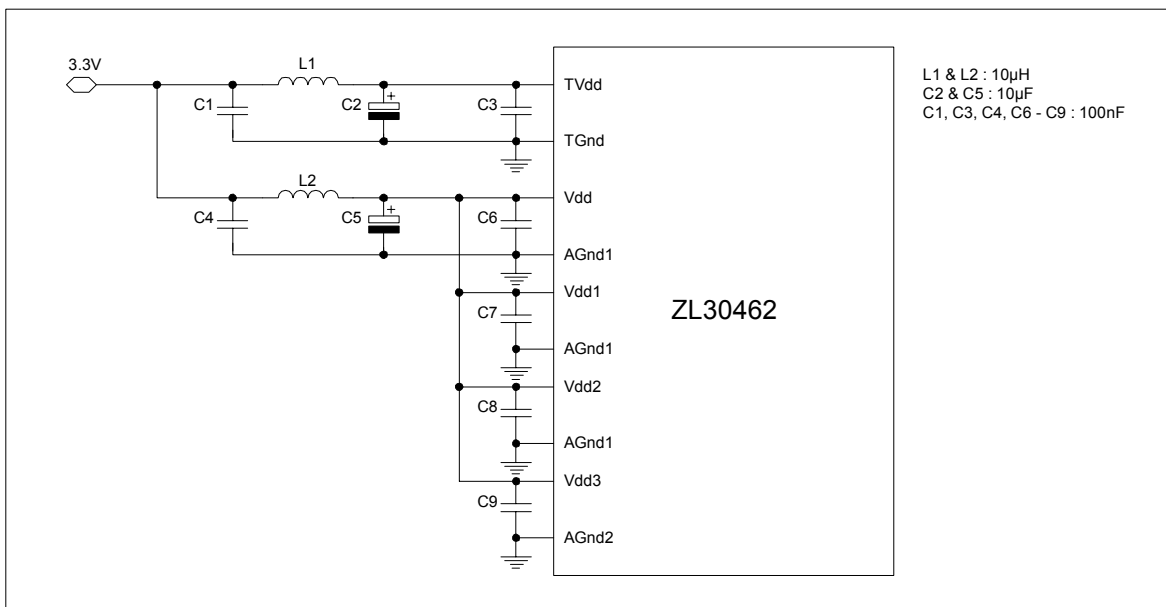 3.3V
L1
C1
C2
+
C3
TVdd
TGnd
L2
C4
C5
+
C6
Vdd
AGnd1
Vdd1
C7
AGnd1
Vdd2
C8
AGnd1
Vdd3
C9
AGnd2
ZL30462
L1 & L2 : 10µH
C2 & C5 : 10µF
C1, C3, C4, C6 - C9 : 100nF